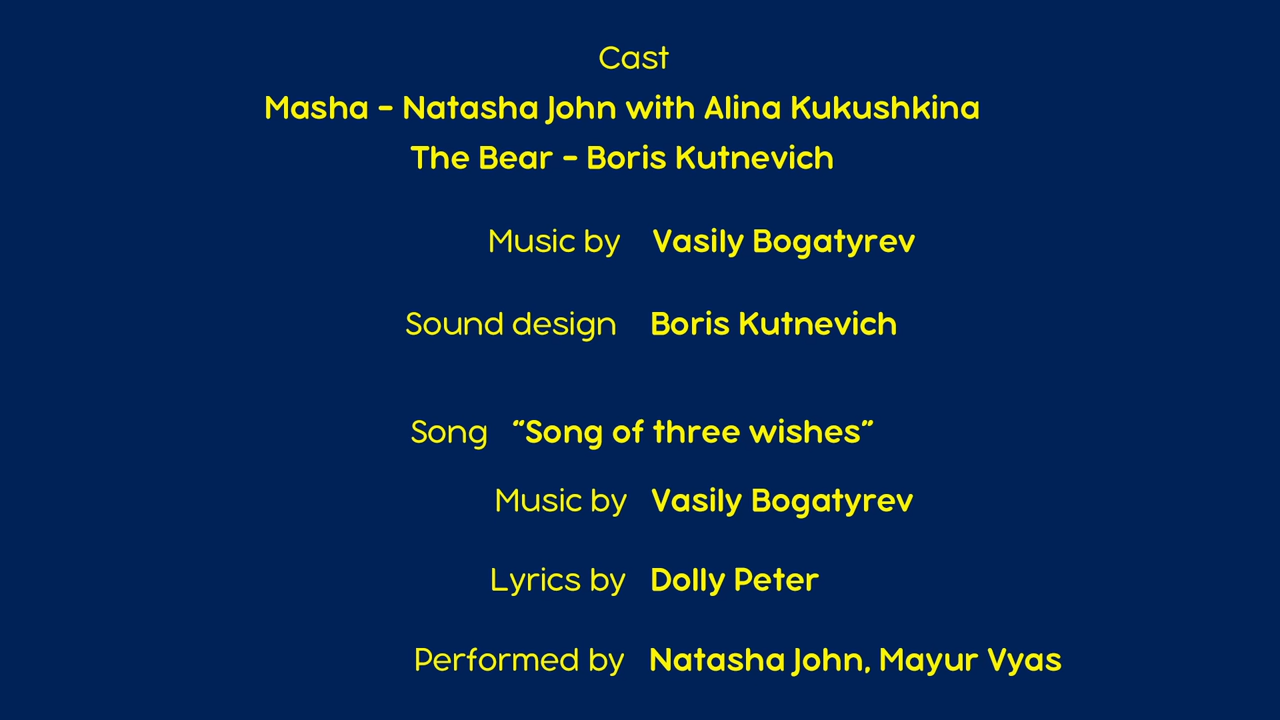 Cast
Masha - Natasha John with Alina Kukushkina
The Bear - Boris Kutnevich
Music by Vasily Bogatyrev
Sound design Boris Kutnevich
Song “Song of three wishes”
Music by Vasily Bogatyrev
Lyrics by Dolly Peter
Performed by Natasha John, Mayur Vyas